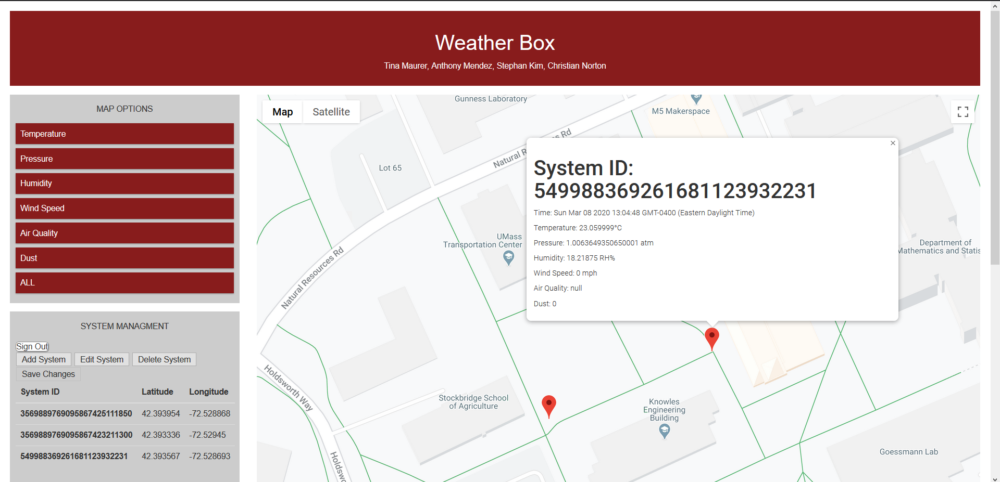 Weather Box
Tina Maurer, Anthony Mendez, Stephan Kim, Christian Norton
MAP OPTIONS
Temperature
Pressure
Humidity
Wind Speed
Air Quality
Dust
ALL
SYSTEM MANAGMENT
Sign Out
Add System Edit System Delete System
Save Changes
System ID Latitude Longitude
3569889769095867425111850 42.393954 -72.528868
3569889769095867423211300 42.393336 -72.52945
549988369261681123932231 42.393567 -72.528693
Map Satellite
Gunness Laboratory
M5 Makerspace
Natural R
s Rd
Lot 65
System ID:
549988369261681123932231
Time: Sun Mar 08 2020 13:04:48 GMT-0400 (Eastern Daylight Time)
Temperature: 23.059999°C
Pressure: 1.0063649350650001 atm
Humidity: 18.21875 RH%
Wind Speed: 0 mph
Air Quality: null
Dust: 0
UMass
Transportation Center
Department of
Mathematics and Statis
Natural Resources Rd
Holdsworth Way
Stockbridge School
of Agriculture
Knowles
Engineering
Building
Goessmann Lab
Holdswo